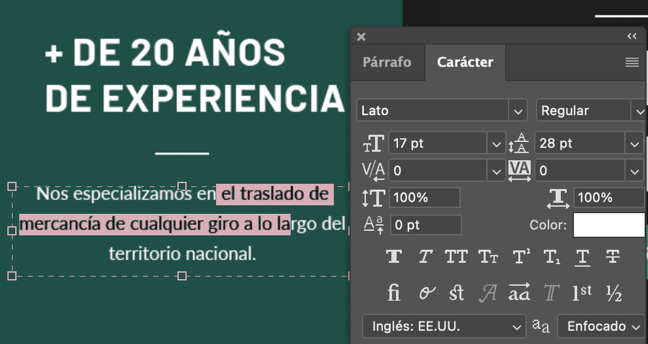 + DE 20 AÑOS
DE EXPERIENCIA
Nos especializamos en el traslado de
mercancía de cualquier giro a lo largo del
territorio nacional.
Párrafo Carácter
Lato Regular
17 pt 28 pt
V/A 0 VA 0
100% 100%
0 pt Color:
T T TT Tt T¹ T₁ T T
fi st A ad T 1st ½
Inglés: EE.UU. aa Enfocado